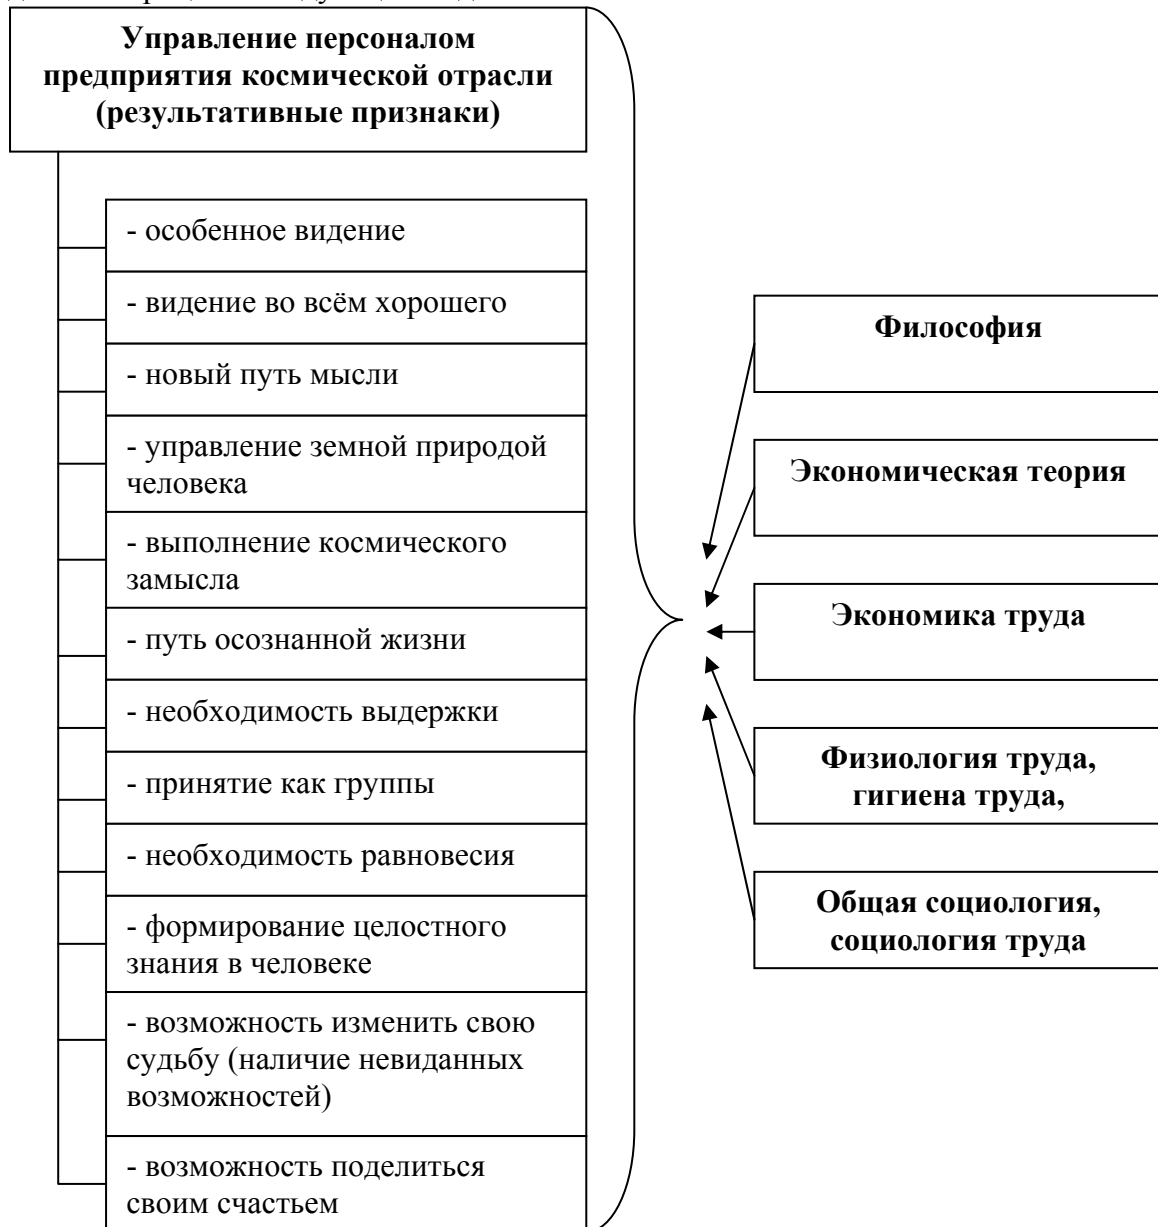 Управление персоналом
предприятия космической отрасли
(результативные признаки)
- особенное видение
- видение во всём хорошего
- новый путь мысли
- управление земной природой
человека
- выполнение космического
замысла
- путь осознанной жизни
- необходимость выдержки
- принятие как группы
- необходимость равновесия
- формирование целостного
знания в человеке
- возможность изменить свою
судьбу (наличие невиданных
возможностей)
- возможность поделиться
своим счастьем
Философия
Экономическая теория
Экономика труда
Физиология труда,
гигиена труда,
Общая социология,
социология труда